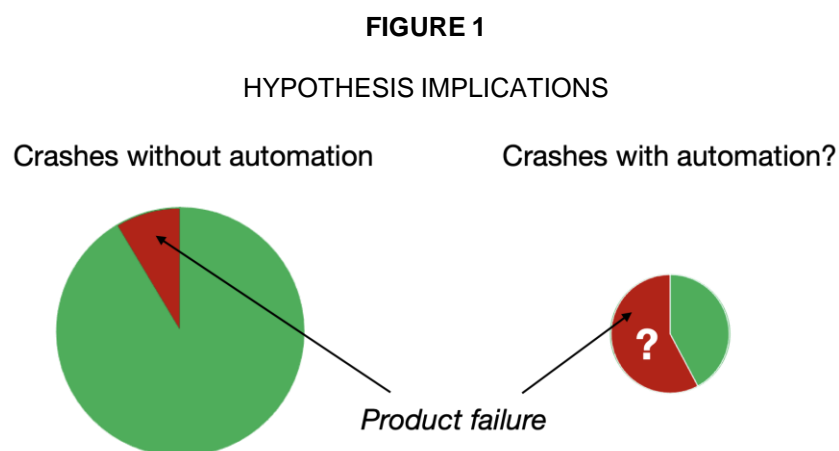 FIGURE 1
HYPOTHESIS IMPLICATIONS
Crashes without automation
Crashes with automation?
?
Product failure